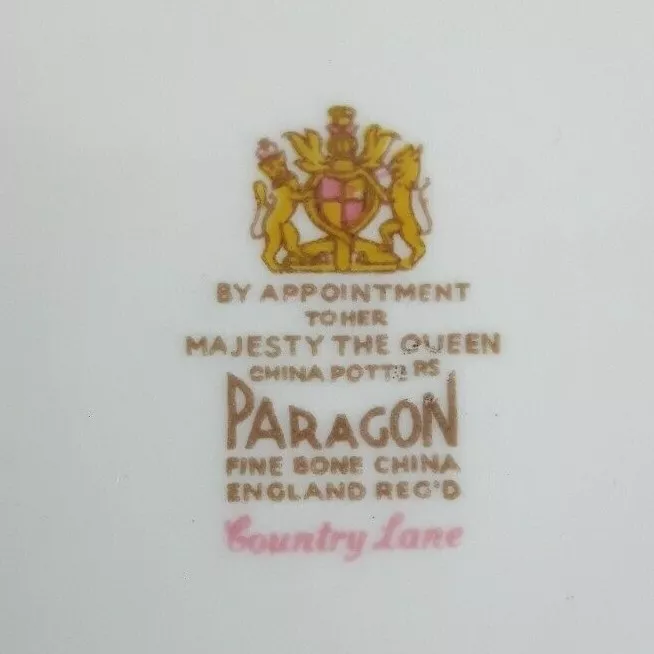 BY APPOINTMENT
TO HER
MAJESTY THE QUEEN
CHINA POTTERS
PARAGON
FINE BONE CHINA
ENGLAND REG'D
Country Lane